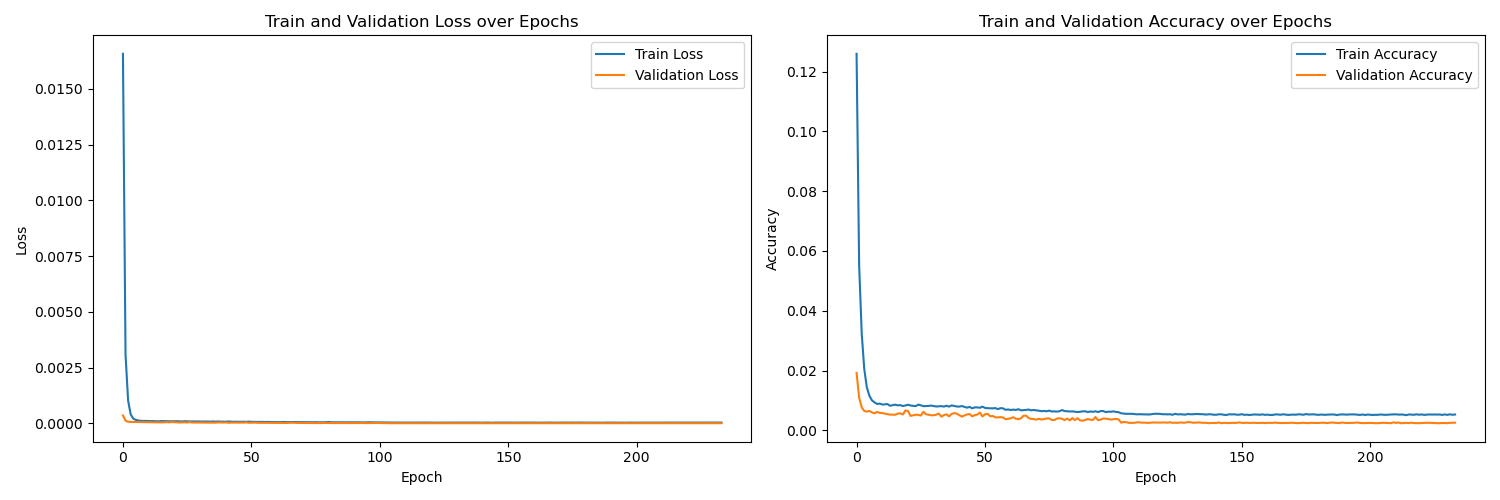 Train and Validation Loss over Epochs
Train Loss
Validation Loss
0.0150
0.0125
0.0100
0.0075
0.0050
0.0025
0.0000
Loss
0
50
100
150
200
Epoch
Train and Validation Accuracy over Epochs
Train Accuracy
Validation Accuracy
0.12
0.10
0.08
0.06
0.04
0.02
0.00
Accuracy
0
50
100
150
200
Epoch